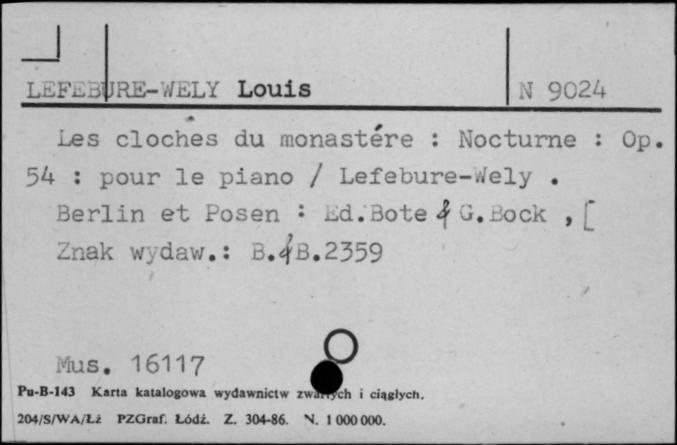 LEFEBURE-WELY Louis N 9024
Les cloches du monastére : Nocturne : Op.
54 : pour le piano / Lefebure-Wely .
Berlin et Posen : Ed.Bote & G.Bock , [
Znak wydaw.: B.&B.2359
Mus. 16117
Pu-B-143 Karta katalogowa wydawnictw zwartych i ciągłych.
204/S/WA/Łź PZGraf. Łódź. Z. 304-86. N. 1 000 000.